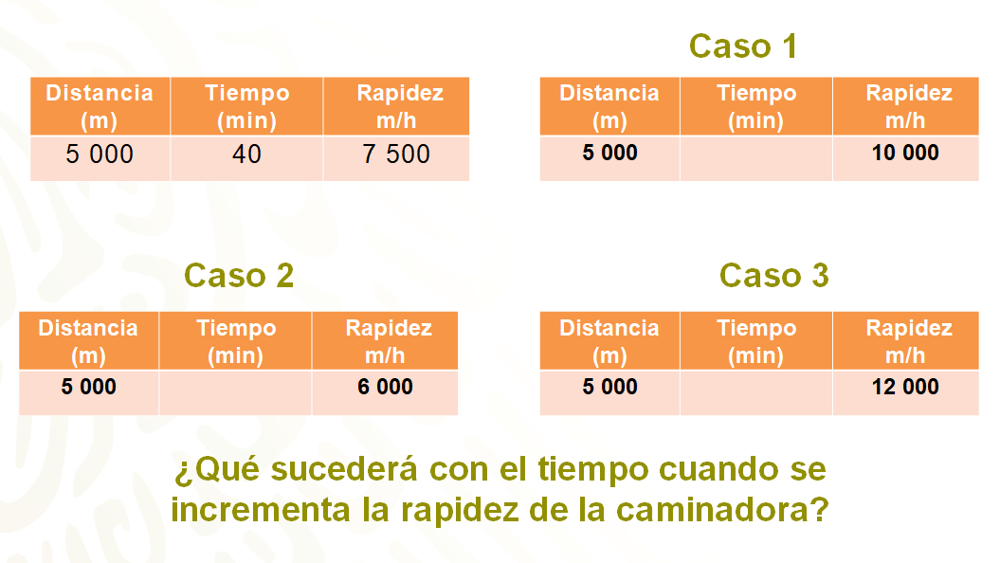 Distancia (m) Tiempo (min) Rapidez m/h
5 000 40 7 500
Caso 1
Distancia (m) Tiempo (min) Rapidez m/h
5 000 10 000
Caso 2
Distancia (m) Tiempo (min) Rapidez m/h
5 000 6 000
Caso 3
Distancia (m) Tiempo (min) Rapidez m/h
5 000 12 000
¿Qué sucederá con el tiempo cuando se
incrementa la rapidez de la caminadora?